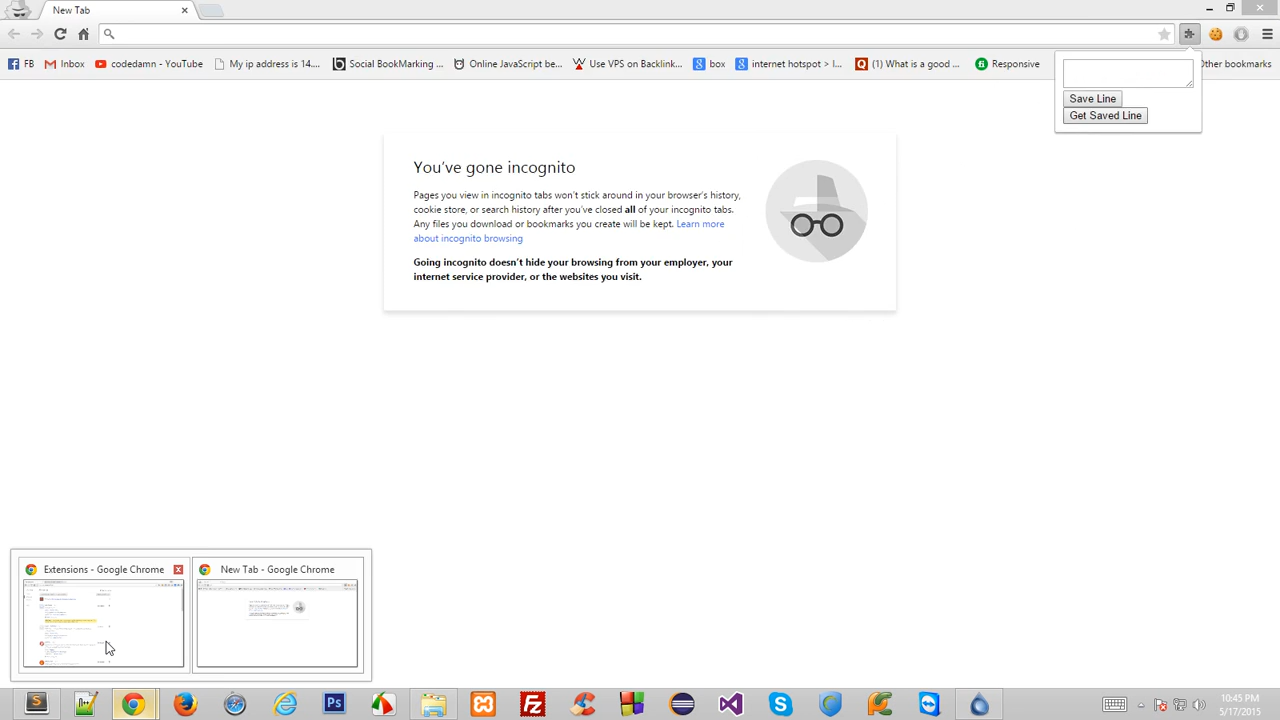 New Tab
FB
Inbox
codedamn - YouTube
My ip address is 14....
Social BookMarking ...
Online JavaScript be...
Use VPS on Backlink...
box
internet hotspot > l...
(1) What is a good ...
Responsive
Other bookmarks
Save Line
Get Saved Line
You've gone incognito
Pages you view in incognito tabs won't stick around in your browser's history,
cookie store, or search history after you've closed all of your incognito tabs.
Any files you download or bookmarks you create will be kept. Learn more
about incognito browsing
Going incognito doesn't hide your browsing from your employer, your
internet service provider, or the websites you visit.
Extensions - Google Chrome
New Tab - Google Chrome
10:45 PM
5/17/2015